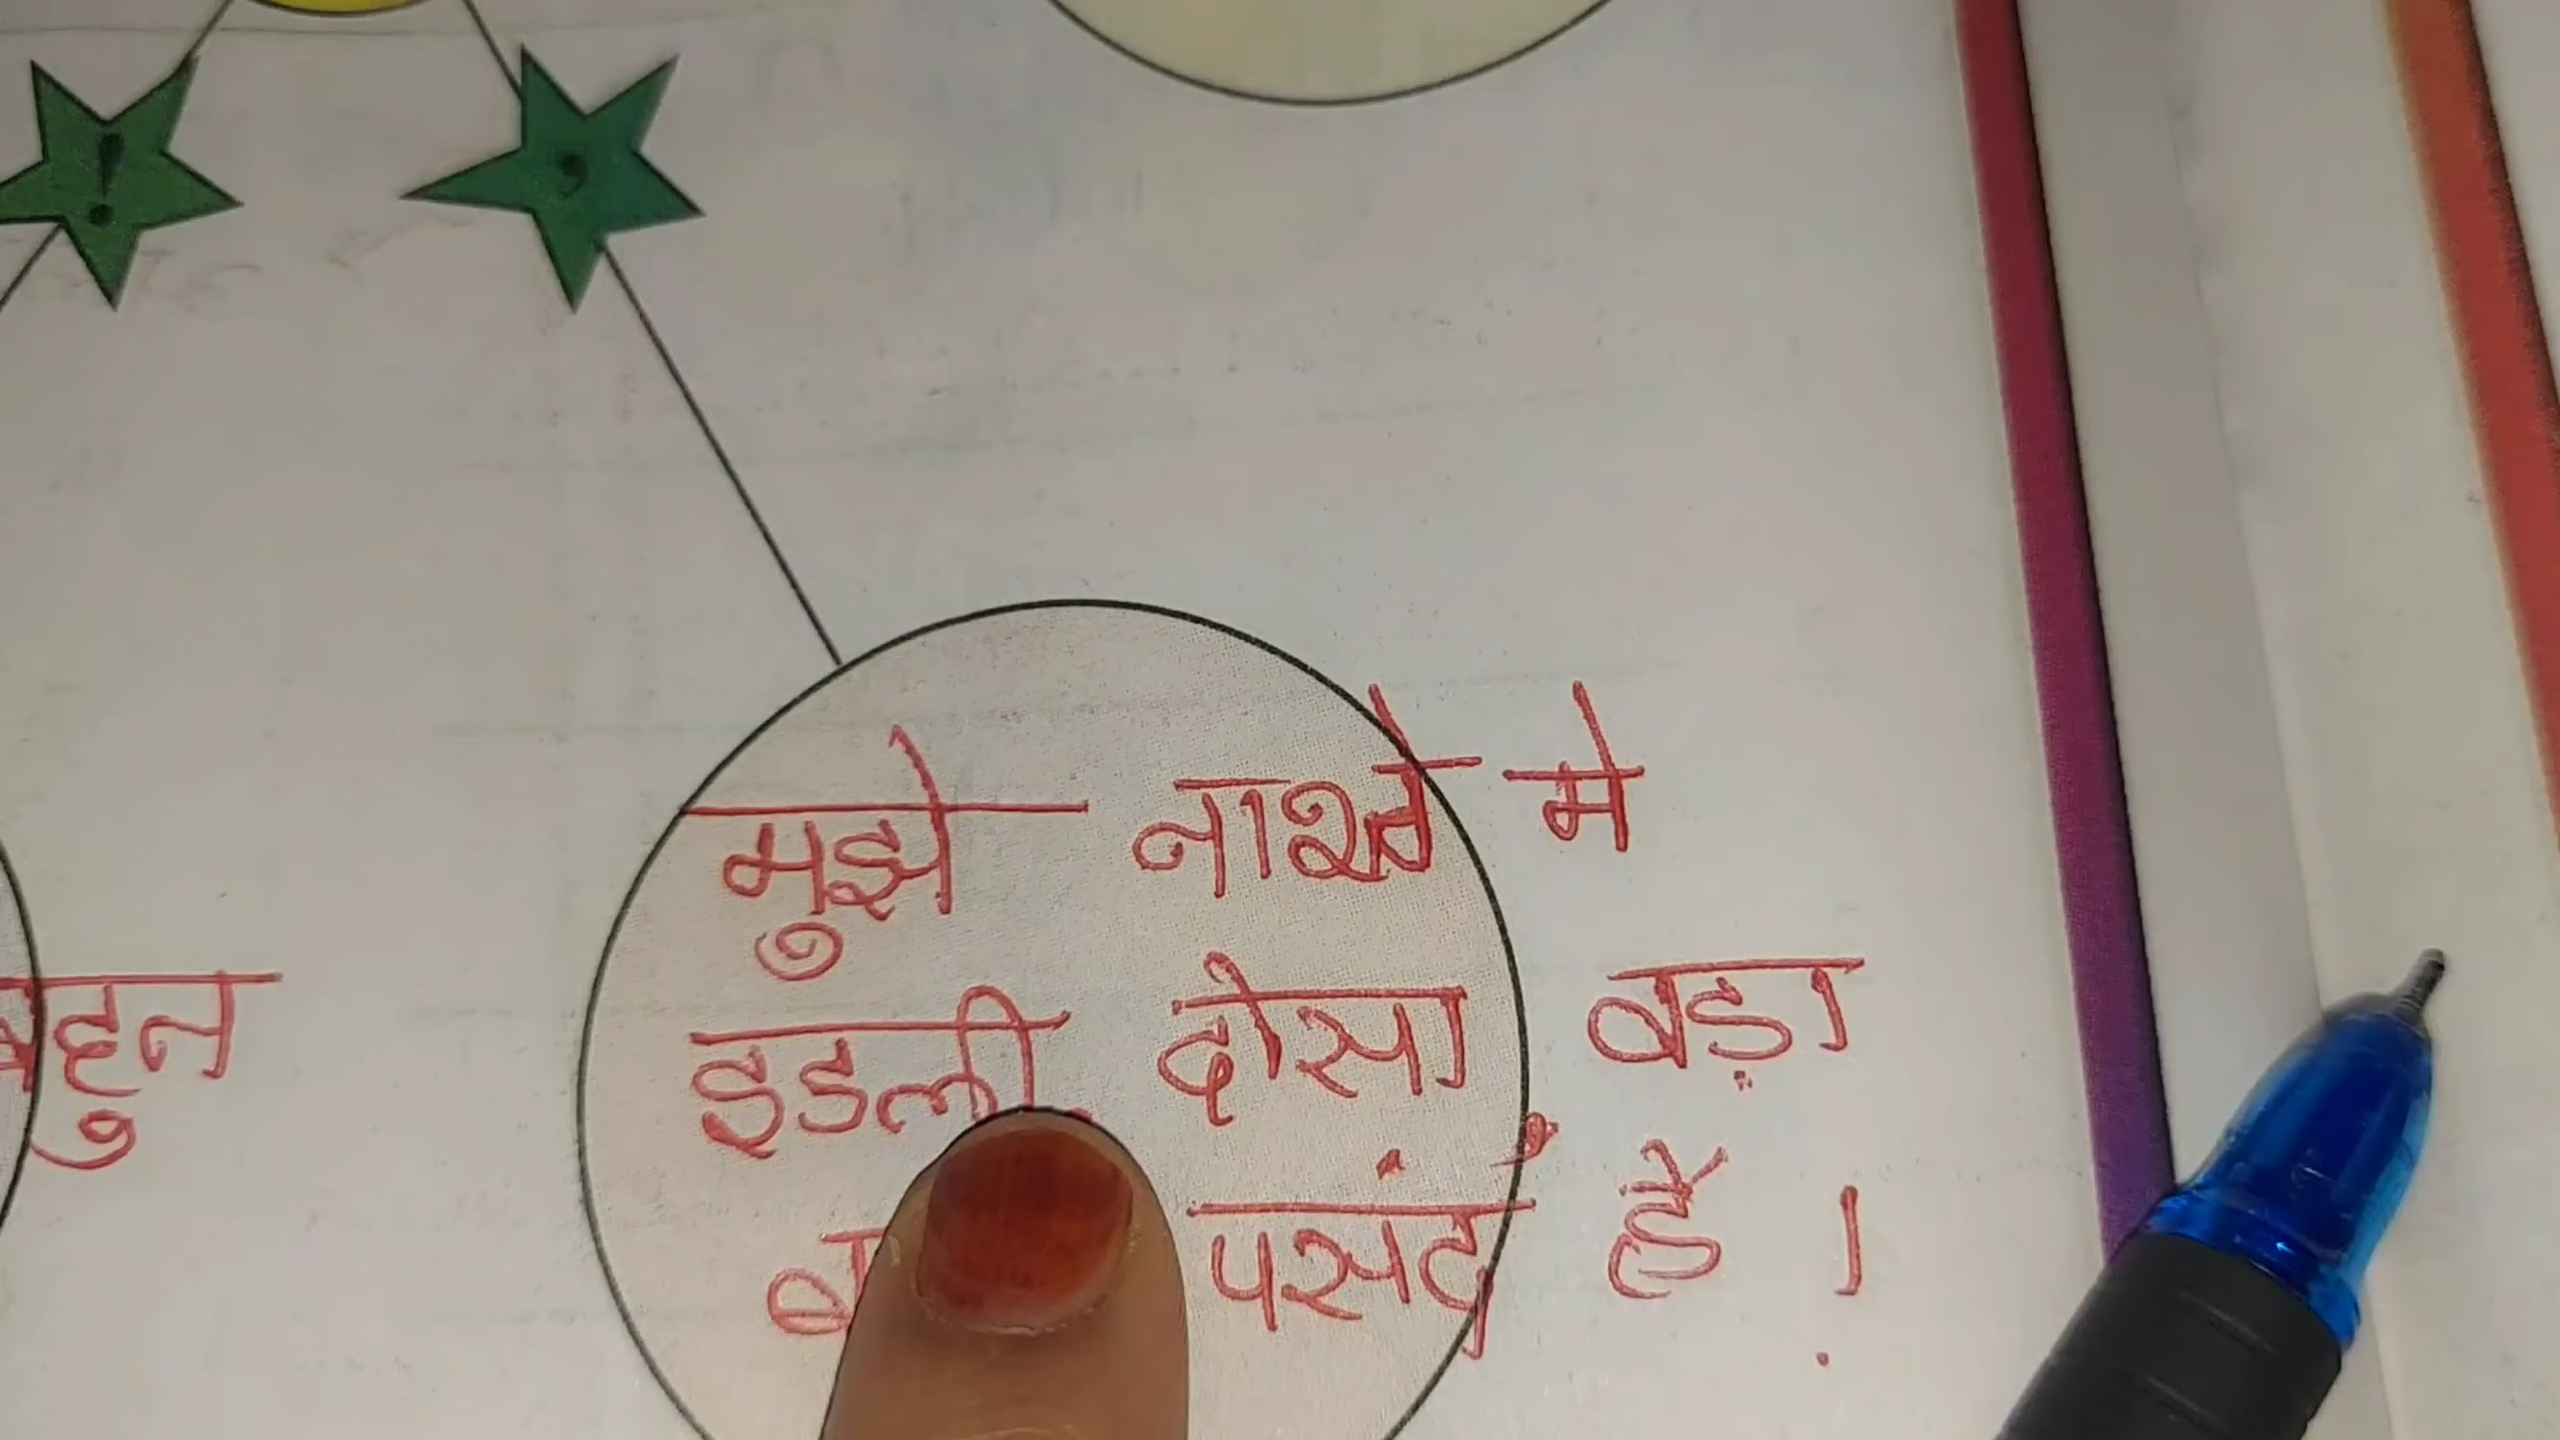 !
,
मुझे नाश्ते मे
इडली, दोसा, वड़ा
पसंद है ।